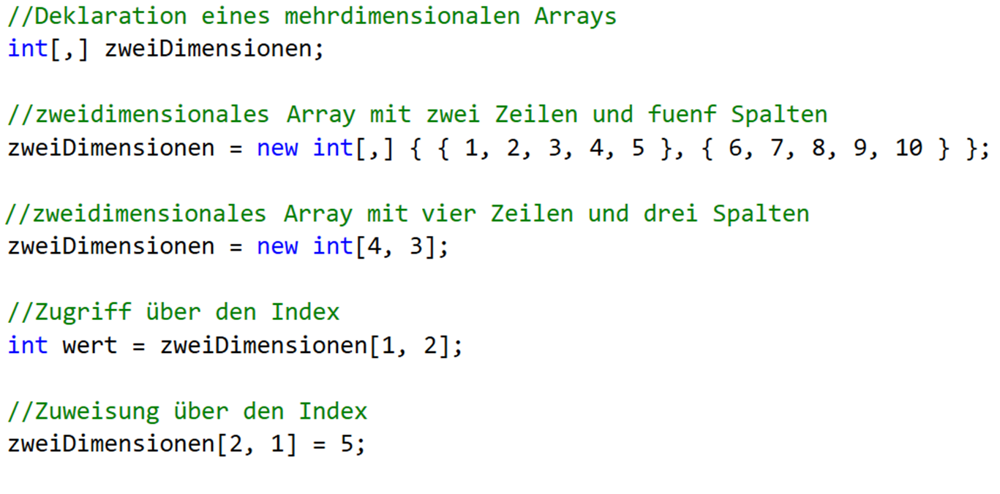 //Deklaration eines mehrdimensionalen Arrays
int[,] zweiDimensionen;
//zweidimensionales Array mit zwei Zeilen und fuenf Spalten
zweiDimensionen = new int[,] { { 1, 2, 3, 4, 5 }, { 6, 7, 8, 9, 10 } };
//zweidimensionales Array mit vier Zeilen und drei Spalten
zweiDimensionen = new int[4, 3];
//Zugriff über den Index
int wert = zweiDimensionen[1, 2];
//Zuweisung über den Index
zweiDimensionen[2, 1] = 5;